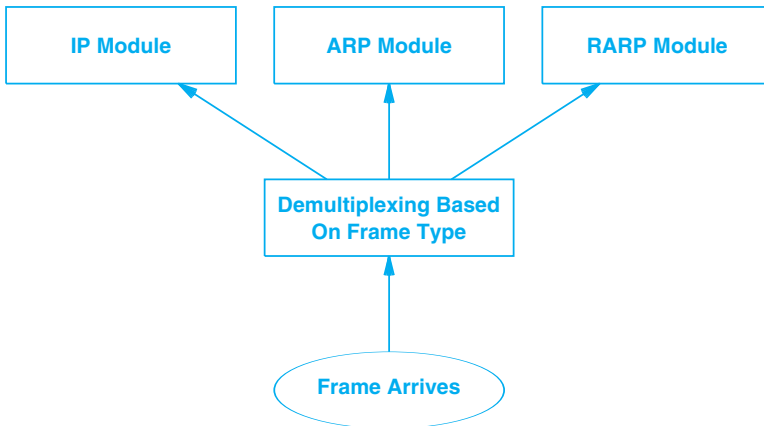 IP Module
ARP Module
RARP Module
Demultiplexing Based
On Frame Type
Frame Arrives